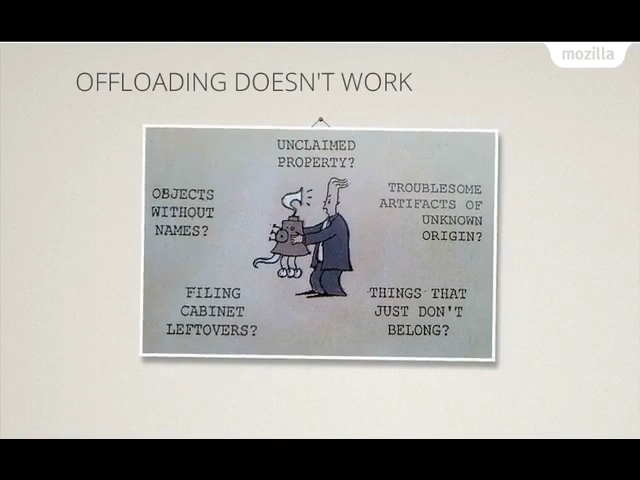 mozilla
OFFLOADING DOESN'T WORK
UNCLAIMED
PROPERTY?
OBJECTS
WITHOUT
NAMES?
TROUBLESOME
ARTIFACTS OF
UNKNOWN
ORIGIN?
FILING
CABINET
LEFTOVERS?
THINGS THAT
JUST DON'T
BELONG?